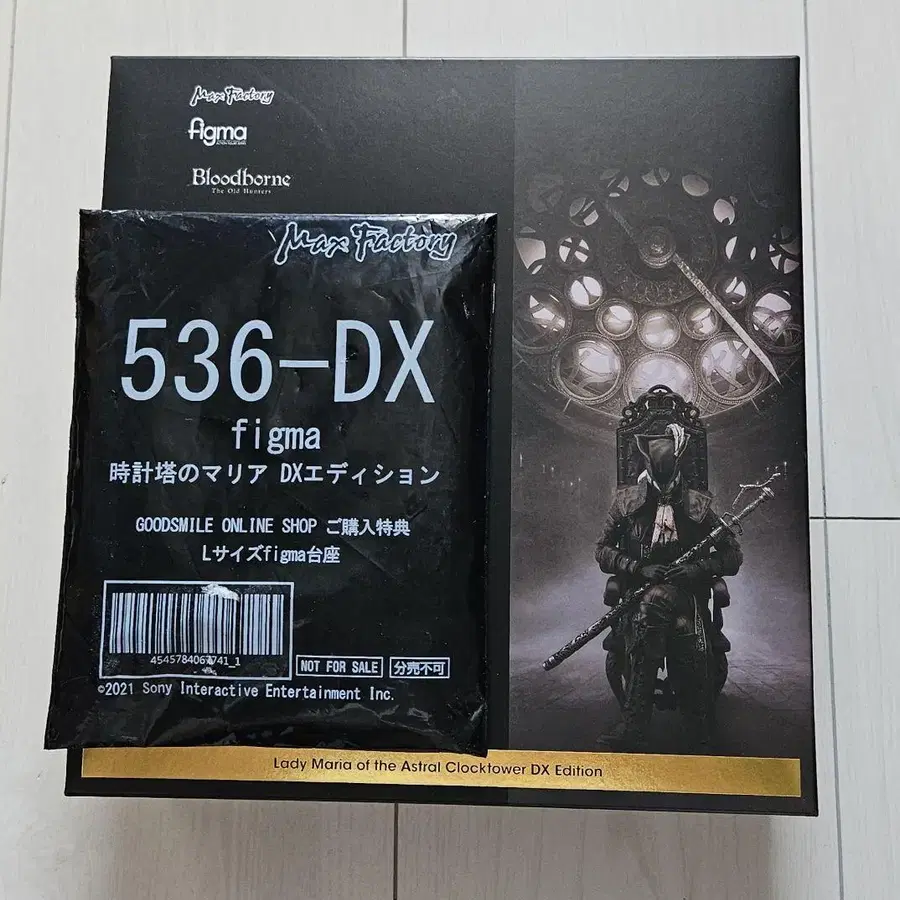 Max Factory
figma
Bloodborne
The Old Hunters
Max Factory
536-DX
figma
時計塔のマリア DXエディション
GOODSMILE ONLINE SHOP ご購入特典
Lサイズfigma台座
4545784067741_1
NOT FOR SALE
分売不可
©2021 Sony Interactive Entertainment Inc.
Lady Maria of the Astral Clocktower DX Edition